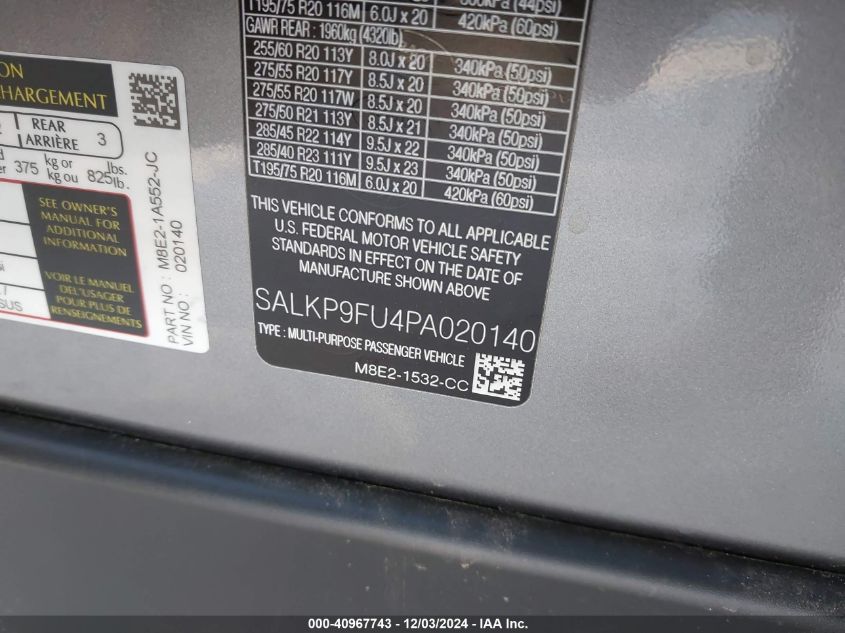 ON
CHARGEMENT
REAR
ARRIÈRE 3
375 kg or lbs.
kg ou 825lb.
SEE OWNER'S
MANUAL FOR
ADDITIONAL
INFORMATION
VOIR LE MANUEL
DEL'USAGER
POUR PLUS DE
RENSEIGNEMENTS
SUS
PART NO : M8E2-1A552-JC
VIN NO : 020140
T195/75 R20 116M 6.0J x 20 420kPa (60psi)
GAWR REAR : 1960kg (4320lb)
255/60 R20 113Y 8.0J x 20 340kPa (50psi)
275/55 R20 117Y 8.5J x 20 340kPa (50psi)
275/55 R20 117W 8.5J x 20 340kPa (50psi)
275/50 R21 113Y 8.5J x 21 340kPa (50psi)
285/45 R22 114Y 9.5J x 22 340kPa (50psi)
285/40 R23 111Y 9.5J x 23 340kPa (50psi)
T195/75 R20 116M 6.0J x 20 420kPa (60psi)
THIS VEHICLE CONFORMS TO ALL APPLICABLE
U.S. FEDERAL MOTOR VEHICLE SAFETY
STANDARDS IN EFFECT ON THE DATE OF
MANUFACTURE SHOWN ABOVE
SALKP9FU4PA020140
TYPE : MULTI-PURPOSE PASSENGER VEHICLE
M8E2-1532-CC
000-40967743 - 12/03/2024 - IAA Inc.